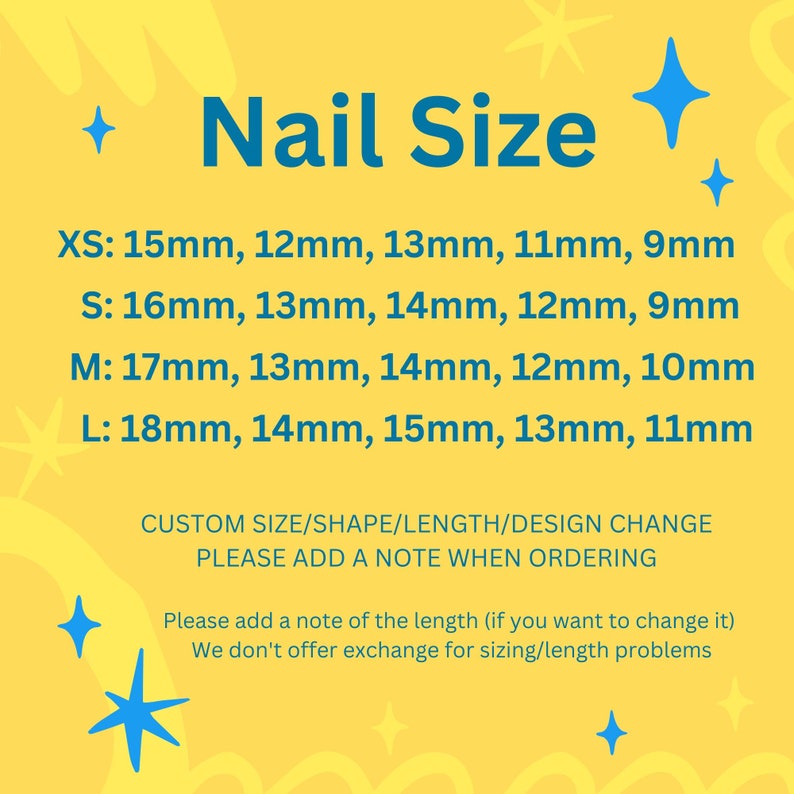 Nail Size
XS: 15mm, 12mm, 13mm, 11mm, 9mm
S: 16mm, 13mm, 14mm, 12mm, 9mm
M: 17mm, 13mm, 14mm, 12mm, 10mm
L: 18mm, 14mm, 15mm, 13mm, 11mm
CUSTOM SIZE/SHAPE/LENGTH/DESIGN CHANGE
PLEASE ADD A NOTE WHEN ORDERING
Please add a note of the length (if you want to change it)
We don't offer exchange for sizing/length problems